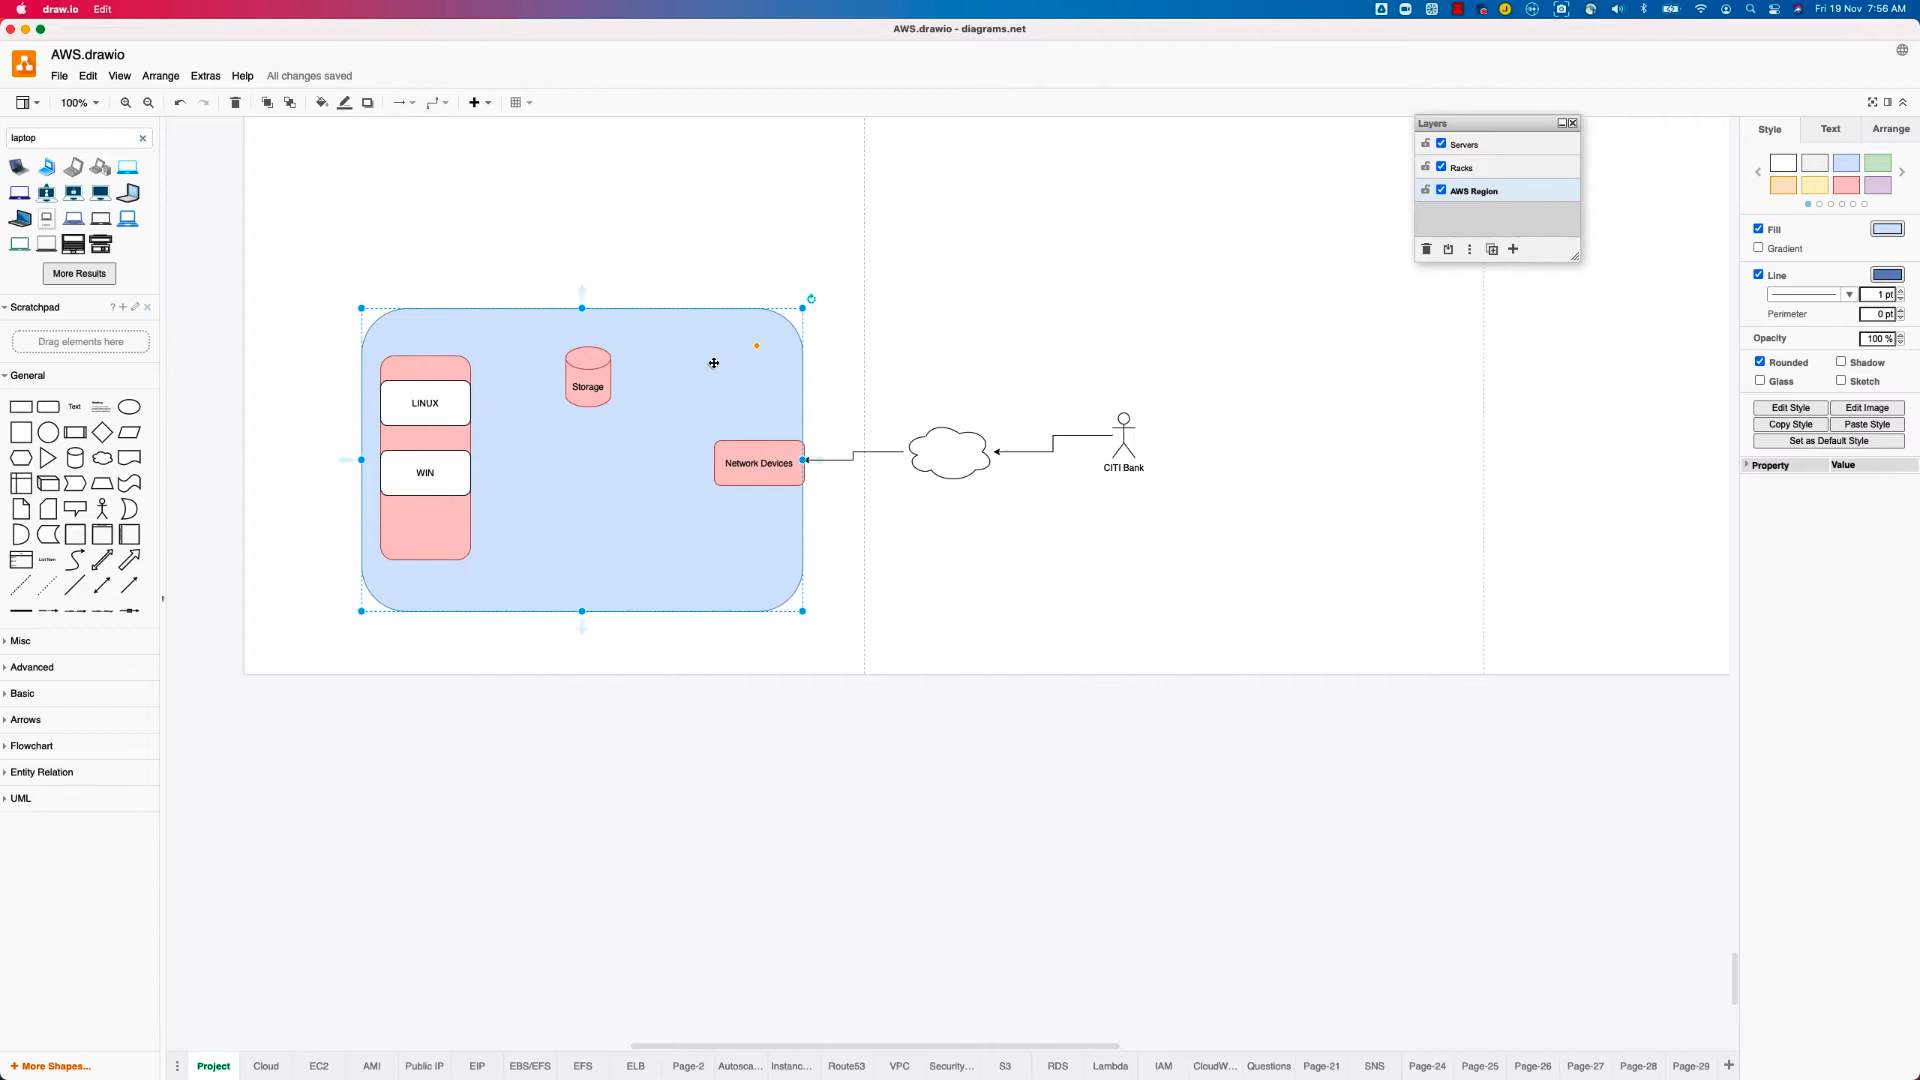 draw.io Edit
Fri 19 Nov 7:56 AM
AWS.drawio - diagrams.net
AWS.drawio
File Edit View Arrange Extras Help All changes saved
100%
laptop
More Results
Scratchpad
?
Drag elements here
General
Text
Heading
List Item
Misc
Advanced
Basic
Arrows
Flowchart
Entity Relation
UML
More Shapes...
LINUX
WIN
Storage
Network Devices
CITI Bank
Layers
Servers
Racks
AWS Region
Style Text Arrange
Fill
Gradient
Line
1 pt
Perimeter
0 pt
Opacity
100 %
Rounded Shadow
Glass Sketch
Edit Style Edit Image
Copy Style Paste Style
Set as Default Style
Property Value
Project Cloud EC2 AMI Public IP EIP EBS/EFS EFS ELB Page-2 Autosca... Instanc... Route53 VPC Security... S3 RDS Lambda IAM CloudW... Questions Page-21 SNS Page-24 Page-25 Page-26 Page-27 Page-28 Page-29